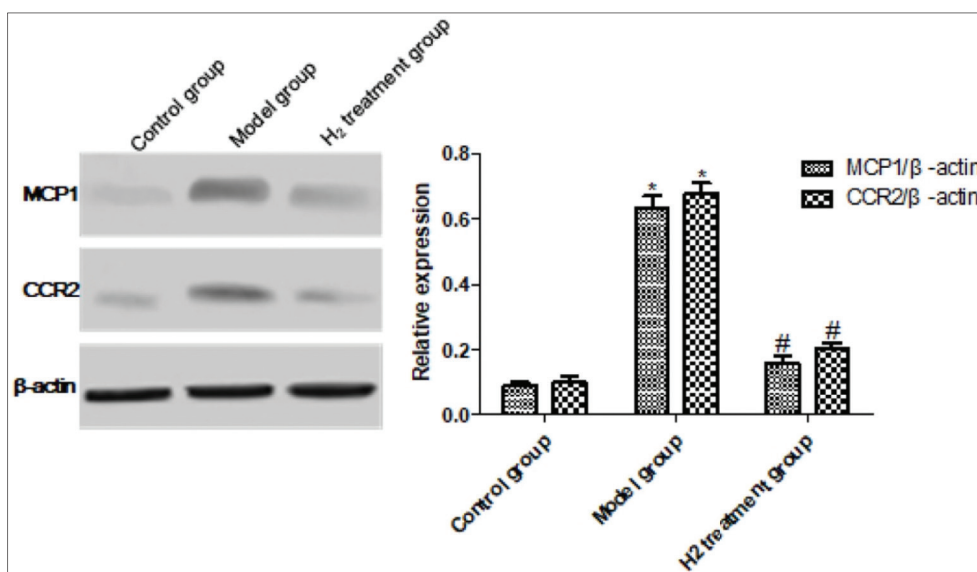 Control group
Model group
H₂ treatment group
MCP1
CCR2
β-actin
Relative expression
0.8
0.6
0.4
0.2
0.0
*
*
#
#
MCP1/β -actin
CCR2/β -actin
Control group
Model group
H2 treatment group